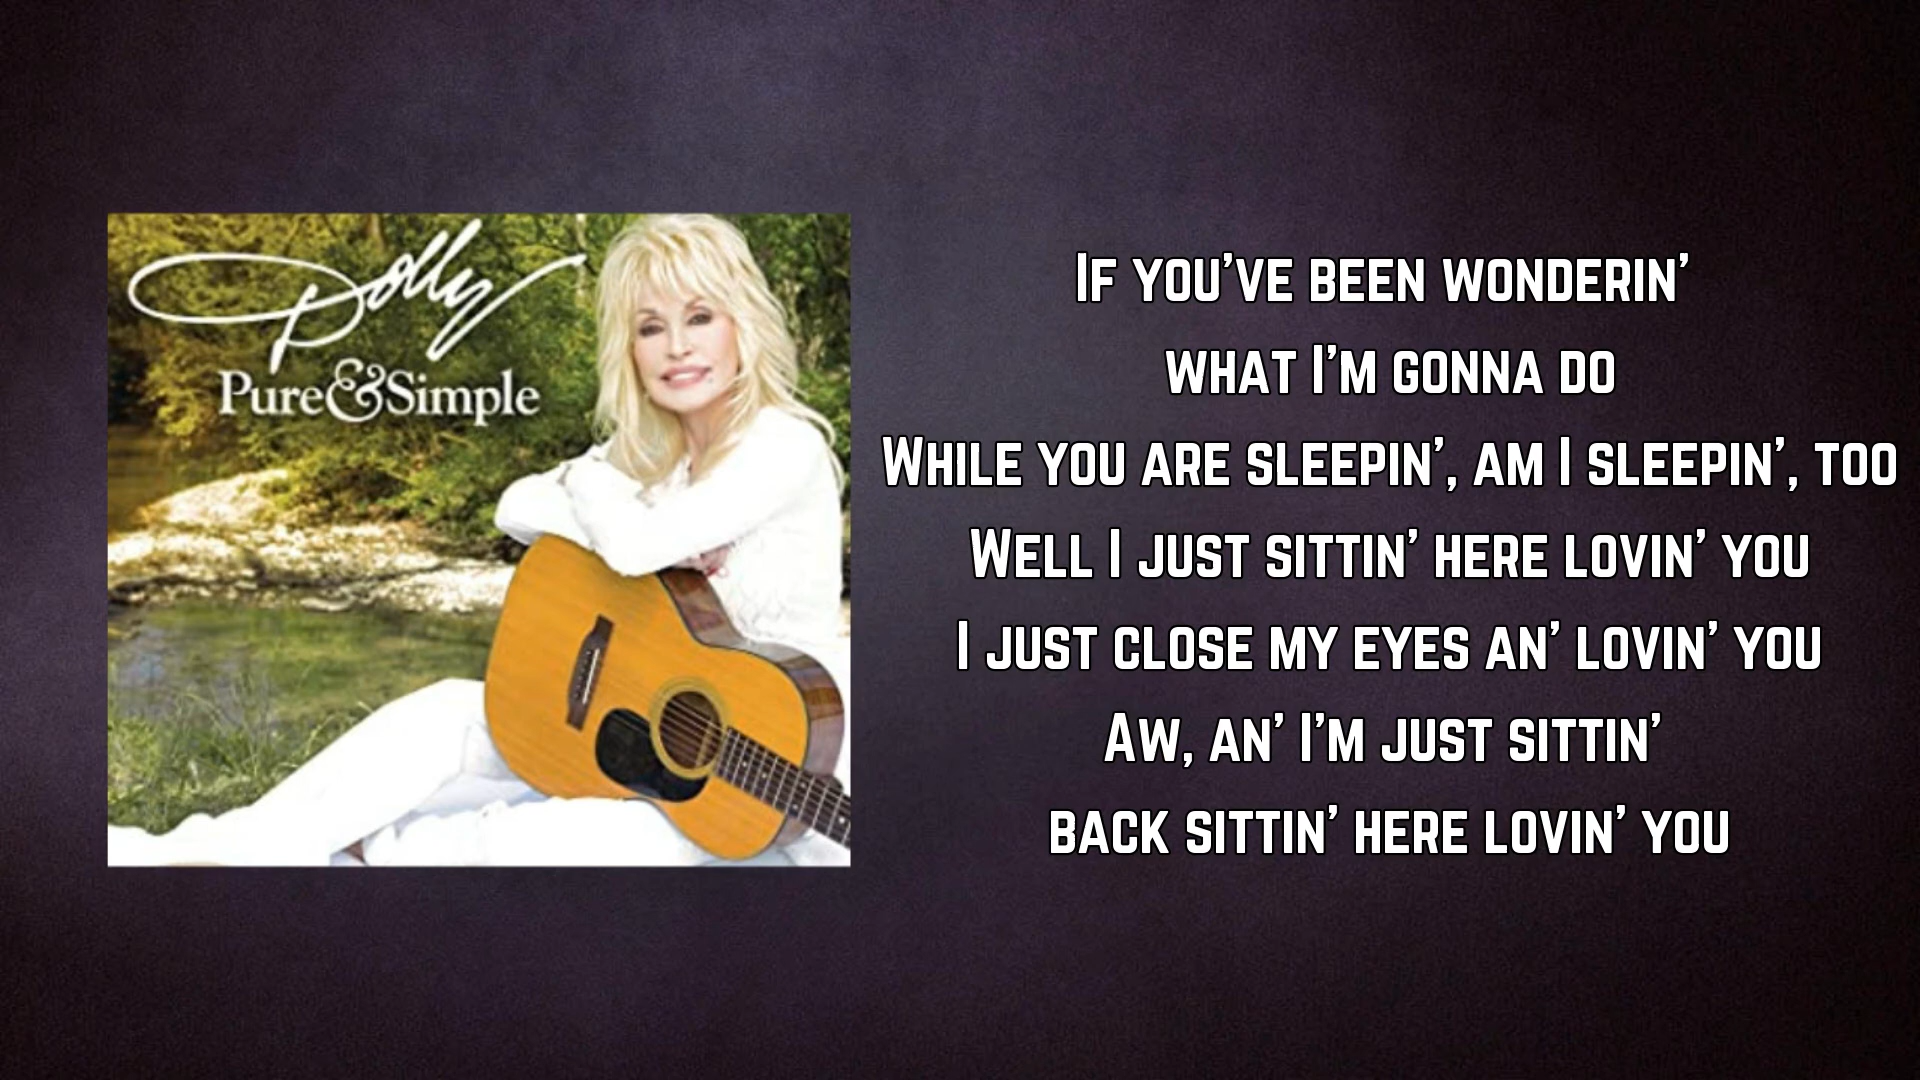 Dolly
Pure & Simple
If you've been wonderin'
what I'm gonna do
While you are sleepin', am I sleepin', too
Well I just sittin' here lovin' you
I just close my eyes an' lovin' you
Aw, an' I'm just sittin'
back sittin' here lovin' you